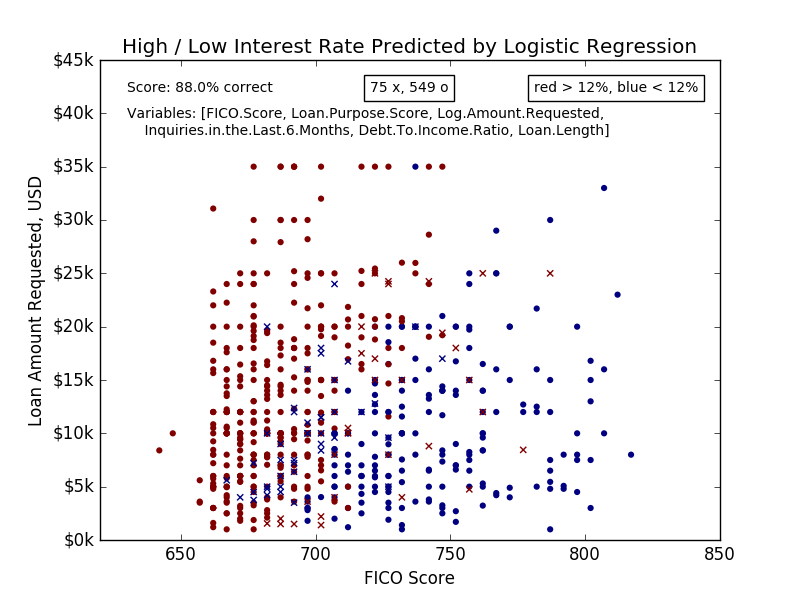 High / Low Interest Rate Predicted by Logistic Regression
Score: 88.0% correct
75 x, 549 o
red > 12%, blue < 12%
Variables: [FICO.Score, Loan.Purpose.Score, Log.Amount.Requested,
Inquiries.in.the.Last.6.Months, Debt.To.Income.Ratio, Loan.Length]
Loan Amount Requested, USD
$45k
$40k
$35k
$30k
$25k
$20k
$15k
$10k
$5k
$0k
650
700
750
800
850
FICO Score